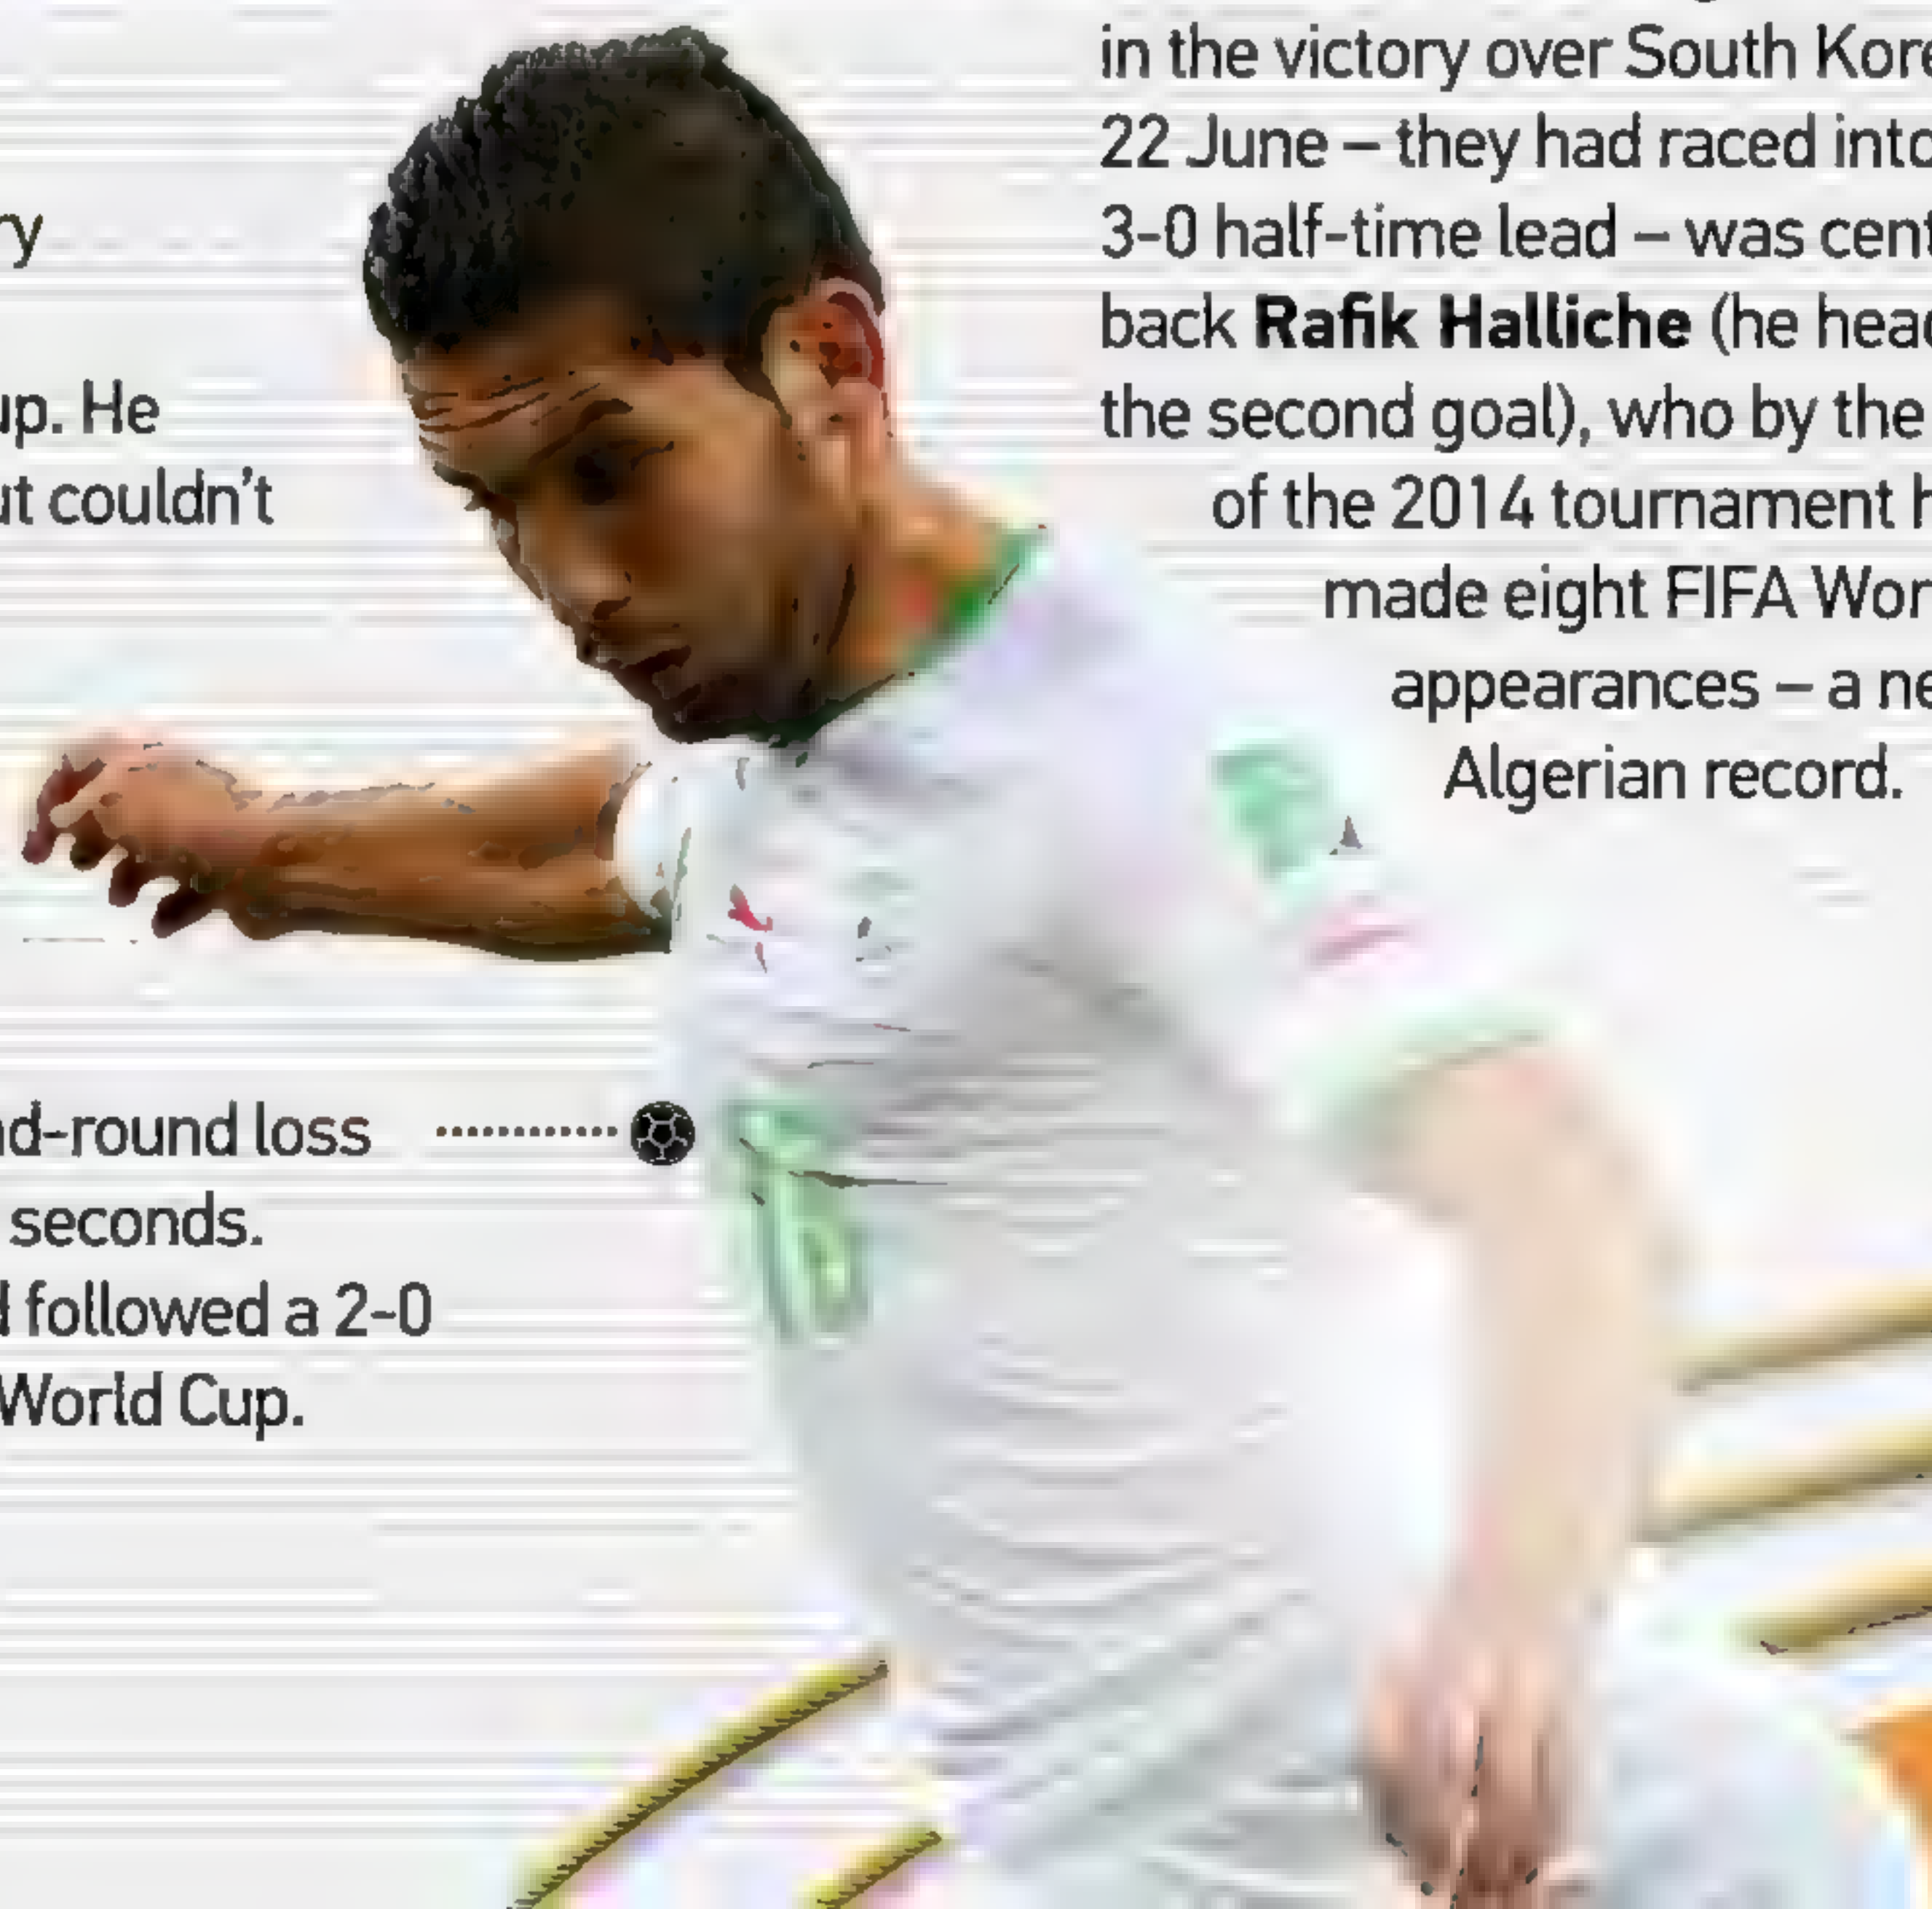 ry
up. He
ut couldn't
nd-round loss
seconds.
d followed a 2-0
World Cup.
in the victory over South Kore
22 June – they had raced into
3-0 half-time lead – was cent
back Rafik Halliche (he head
the second goal), who by the
of the 2014 tournament h
made eight FIFA Wor
appearances – a ne
Algerian record.